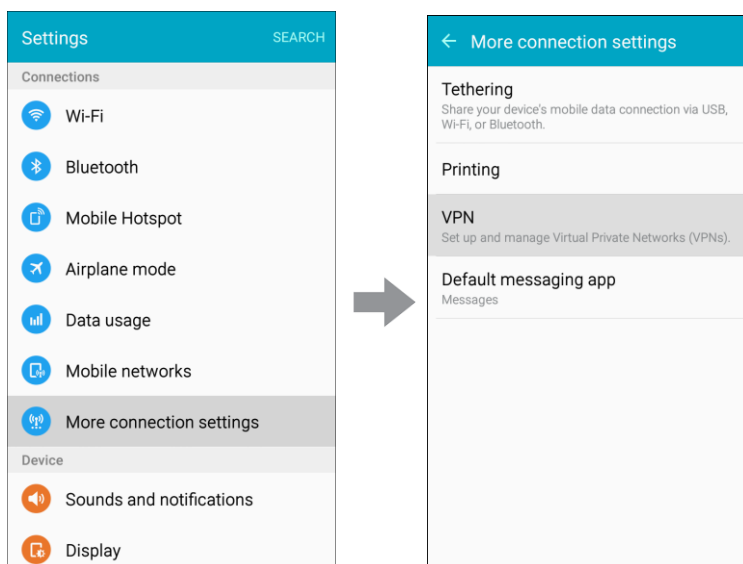 Settings
SEARCH
Connections
Wi-Fi
Bluetooth
Mobile Hotspot
Airplane mode
Data usage
Mobile networks
More connection settings
Device
Sounds and notifications
Display
More connection settings
Tethering
Share your device's mobile data connection via USB,
Wi-Fi, or Bluetooth.
Printing
VPN
Set up and manage Virtual Private Networks (VPNs).
Default messaging app
Messages